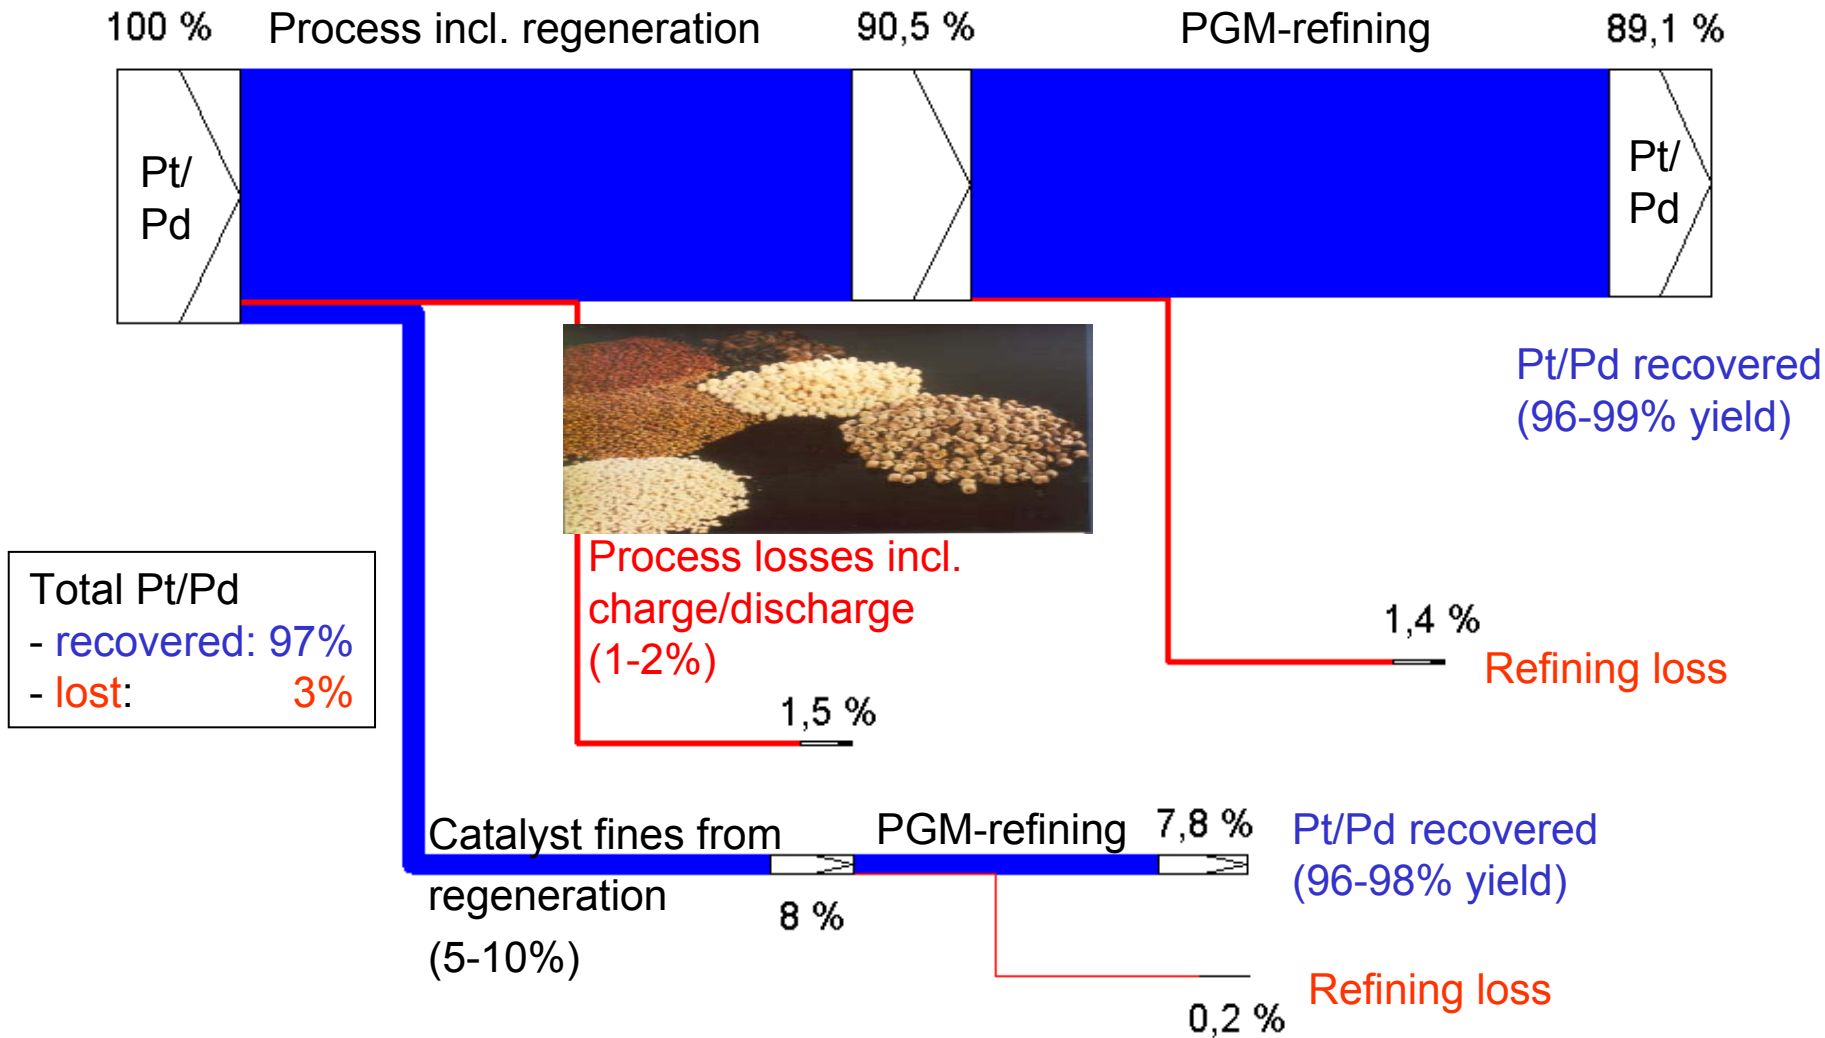 100 %
Process incl. regeneration
90,5 %
PGM-refining
89,1 %
Pt/
Pd
Pt/
Pd
Pt/Pd recovered
(96-99% yield)
Process losses incl.
charge/discharge
(1-2%)
1,5 %
1,4 %
Refining loss
Total Pt/Pd
- recovered: 97%
- lost: 3%
Catalyst fines from
regeneration
(5-10%)
8 %
PGM-refining
7,8 %
Pt/Pd recovered
(96-98% yield)
Refining loss
0,2 %